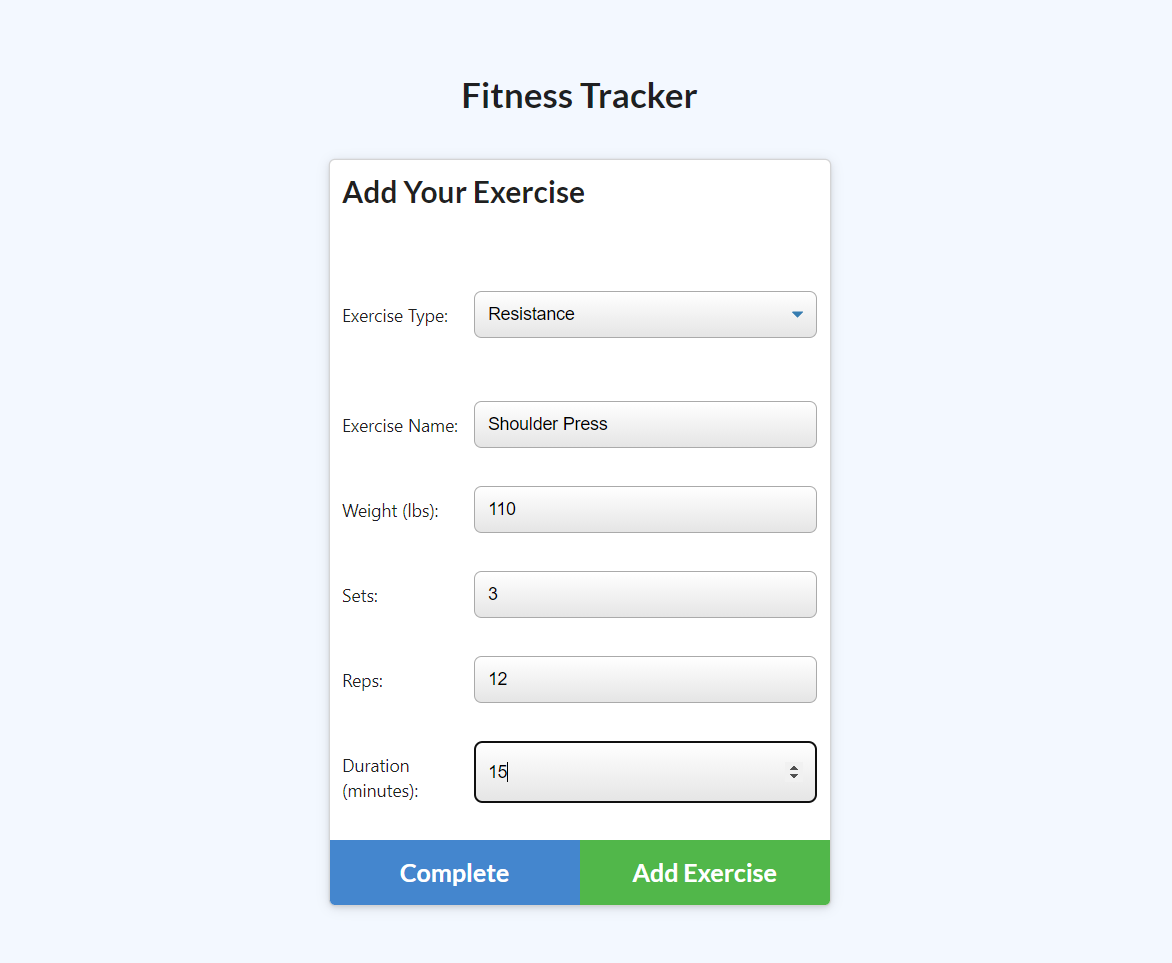 Fitness Tracker
Add Your Exercise
Exercise Type: Resistance
Exercise Name: Shoulder Press
Weight (lbs): 110
Sets: 3
Reps: 12
Duration
(minutes): 15
Complete Add Exercise